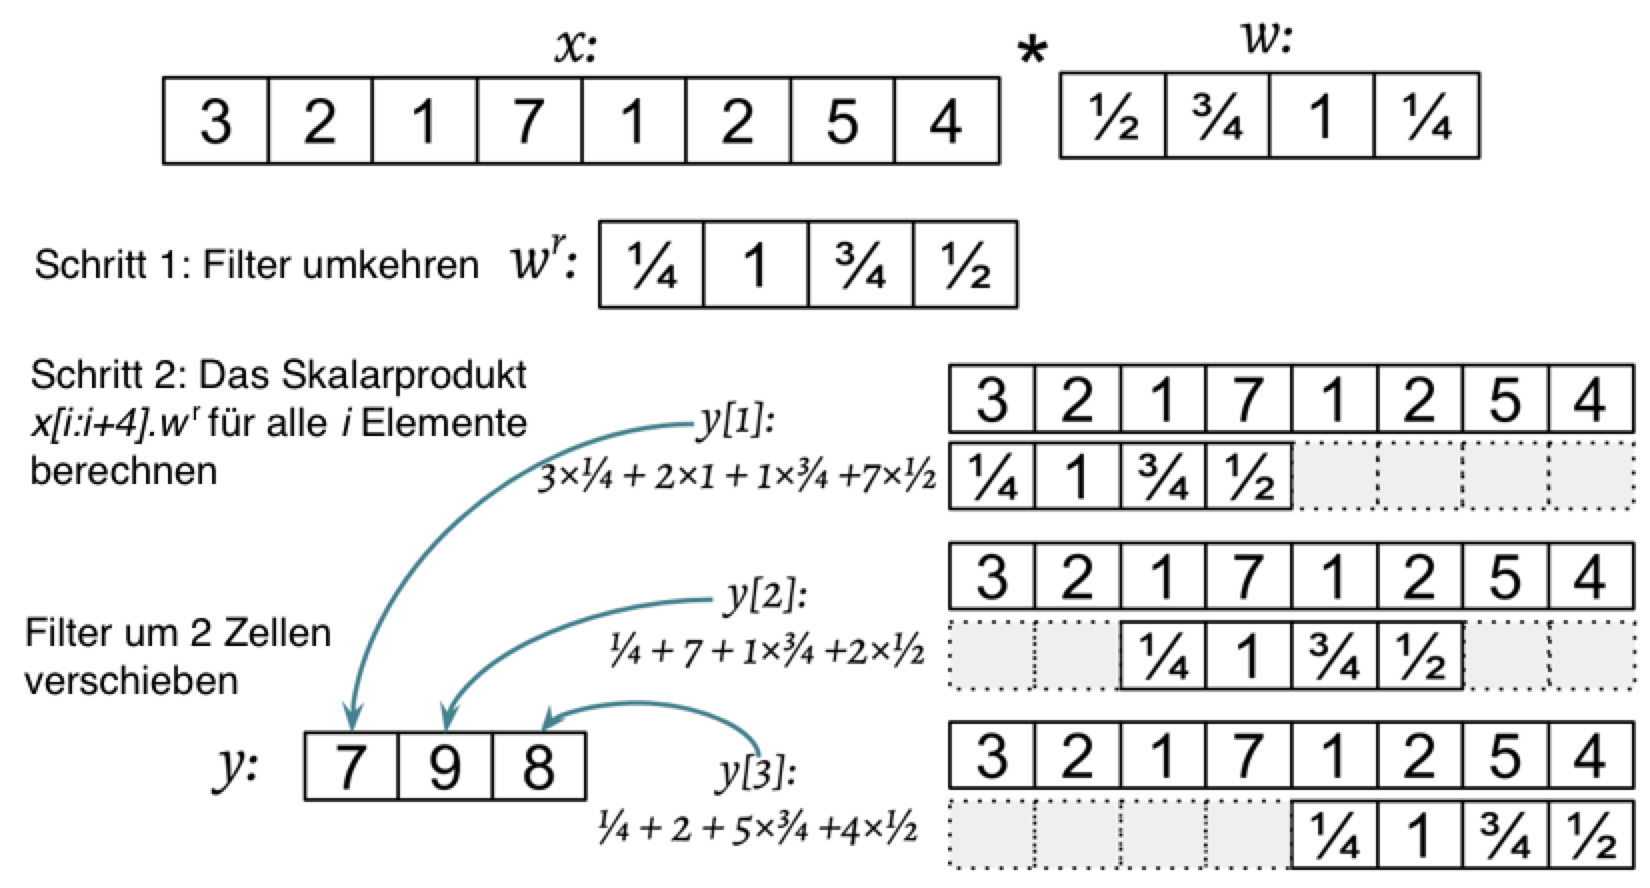 x: * w:
3 2 1 7 1 2 5 4 ½ ¾ 1 ¼
Schritt 1: Filter umkehren wʳ: ¼ 1 ¾ ½
Schritt 2: Das Skalarprodukt
x[i:i+4].wʳ für alle i Elemente
berechnen
y[1]:
3×¼ + 2×1 + 1×¾ +7×½
3 2 1 7 1 2 5 4
¼ 1 ¾ ½
Filter um 2 Zellen
verschieben
y[2]:
¼ + 7 + 1×¾ +2×½
3 2 1 7 1 2 5 4
¼ 1 ¾ ½
y: 7 9 8
y[3]:
¼ + 2 + 5×¾ +4×½
3 2 1 7 1 2 5 4
¼ 1 ¾ ½